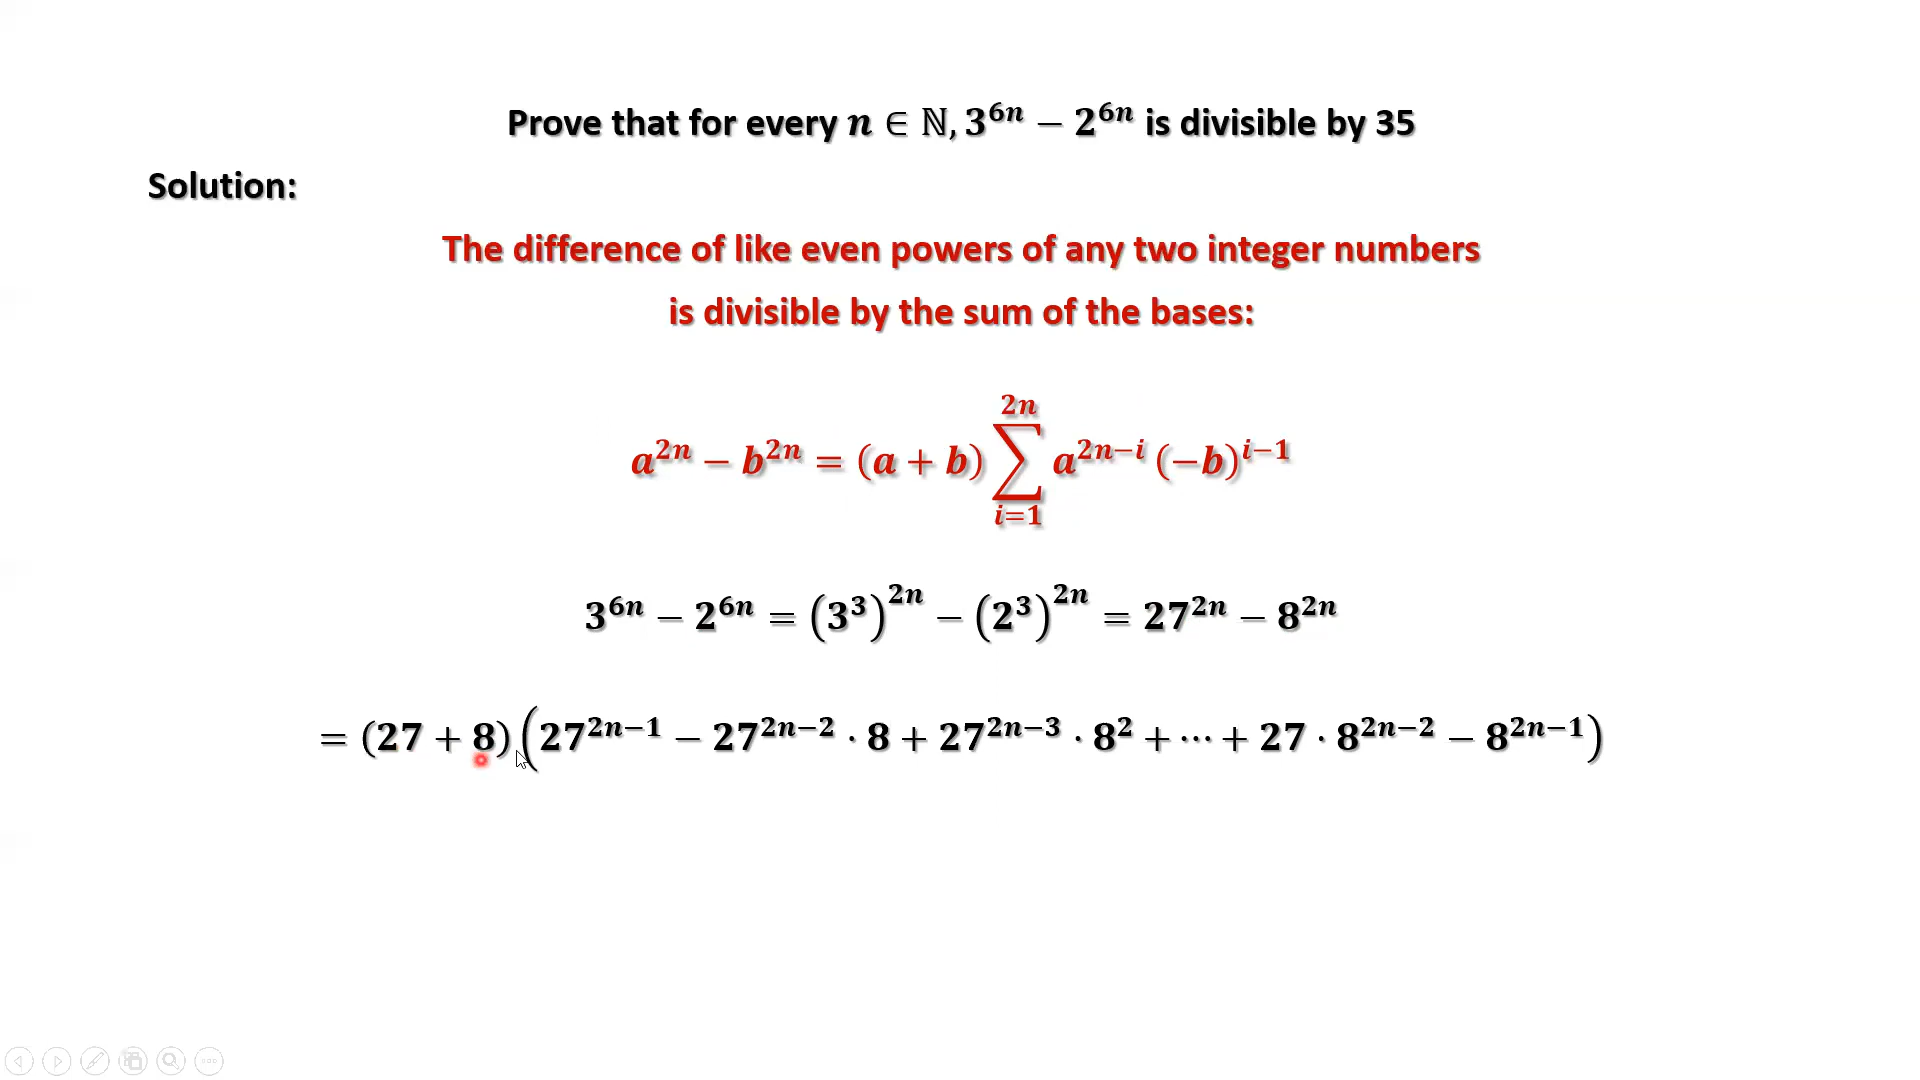 Prove that for every 𝒏 ∈ ℕ, 𝟑^{𝟔𝒏} − 𝟐^{𝟔𝒏} is divisible by 35
Solution:
The difference of like even powers of any two integer numbers
is divisible by the sum of the bases:
a^{2n} − b^{2n} = (a + b) ∑_{i=1}^{2n} a^{2n−i} (−b)^{i−1}
3^{6n} − 2^{6n} = (3^3)^{2n} − (2^3)^{2n} = 27^{2n} − 8^{2n}
= (27 + 8)(27^{2n−1} − 27^{2n−2} · 8 + 27^{2n−3} · 8^2 + ⋯ + 27 · 8^{2n−2} − 8^{2n−1})